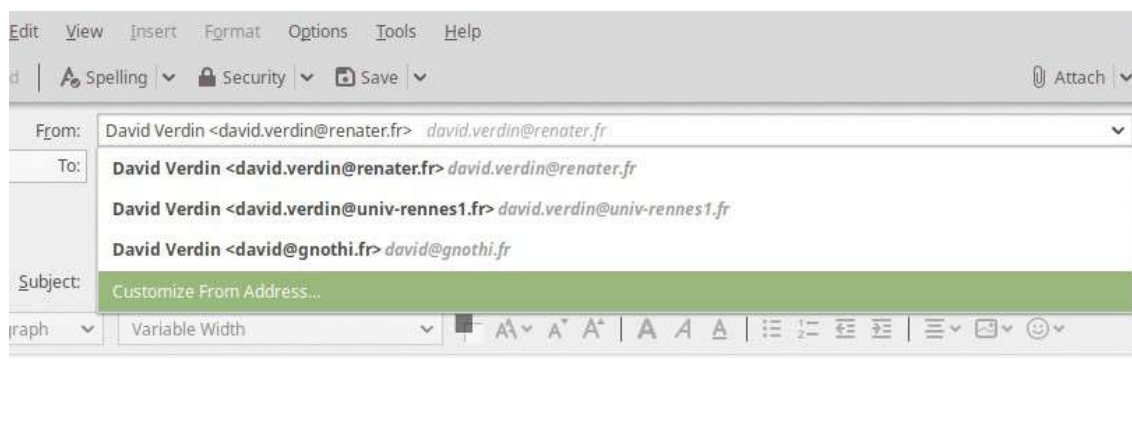 Edit View Insert Format Options Tools Help
d Spelling Security Save Attach
From: David Verdin <david.verdin@renater.fr> david.verdin@renater.fr
To: David Verdin <david.verdin@renater.fr> david.verdin@renater.fr
David Verdin <david.verdin@univ-rennes1.fr> david.verdin@univ-rennes1.fr
David Verdin <david@gnothi.fr> david@gnothi.fr
Subject: Customize From Address...
graph Variable Width